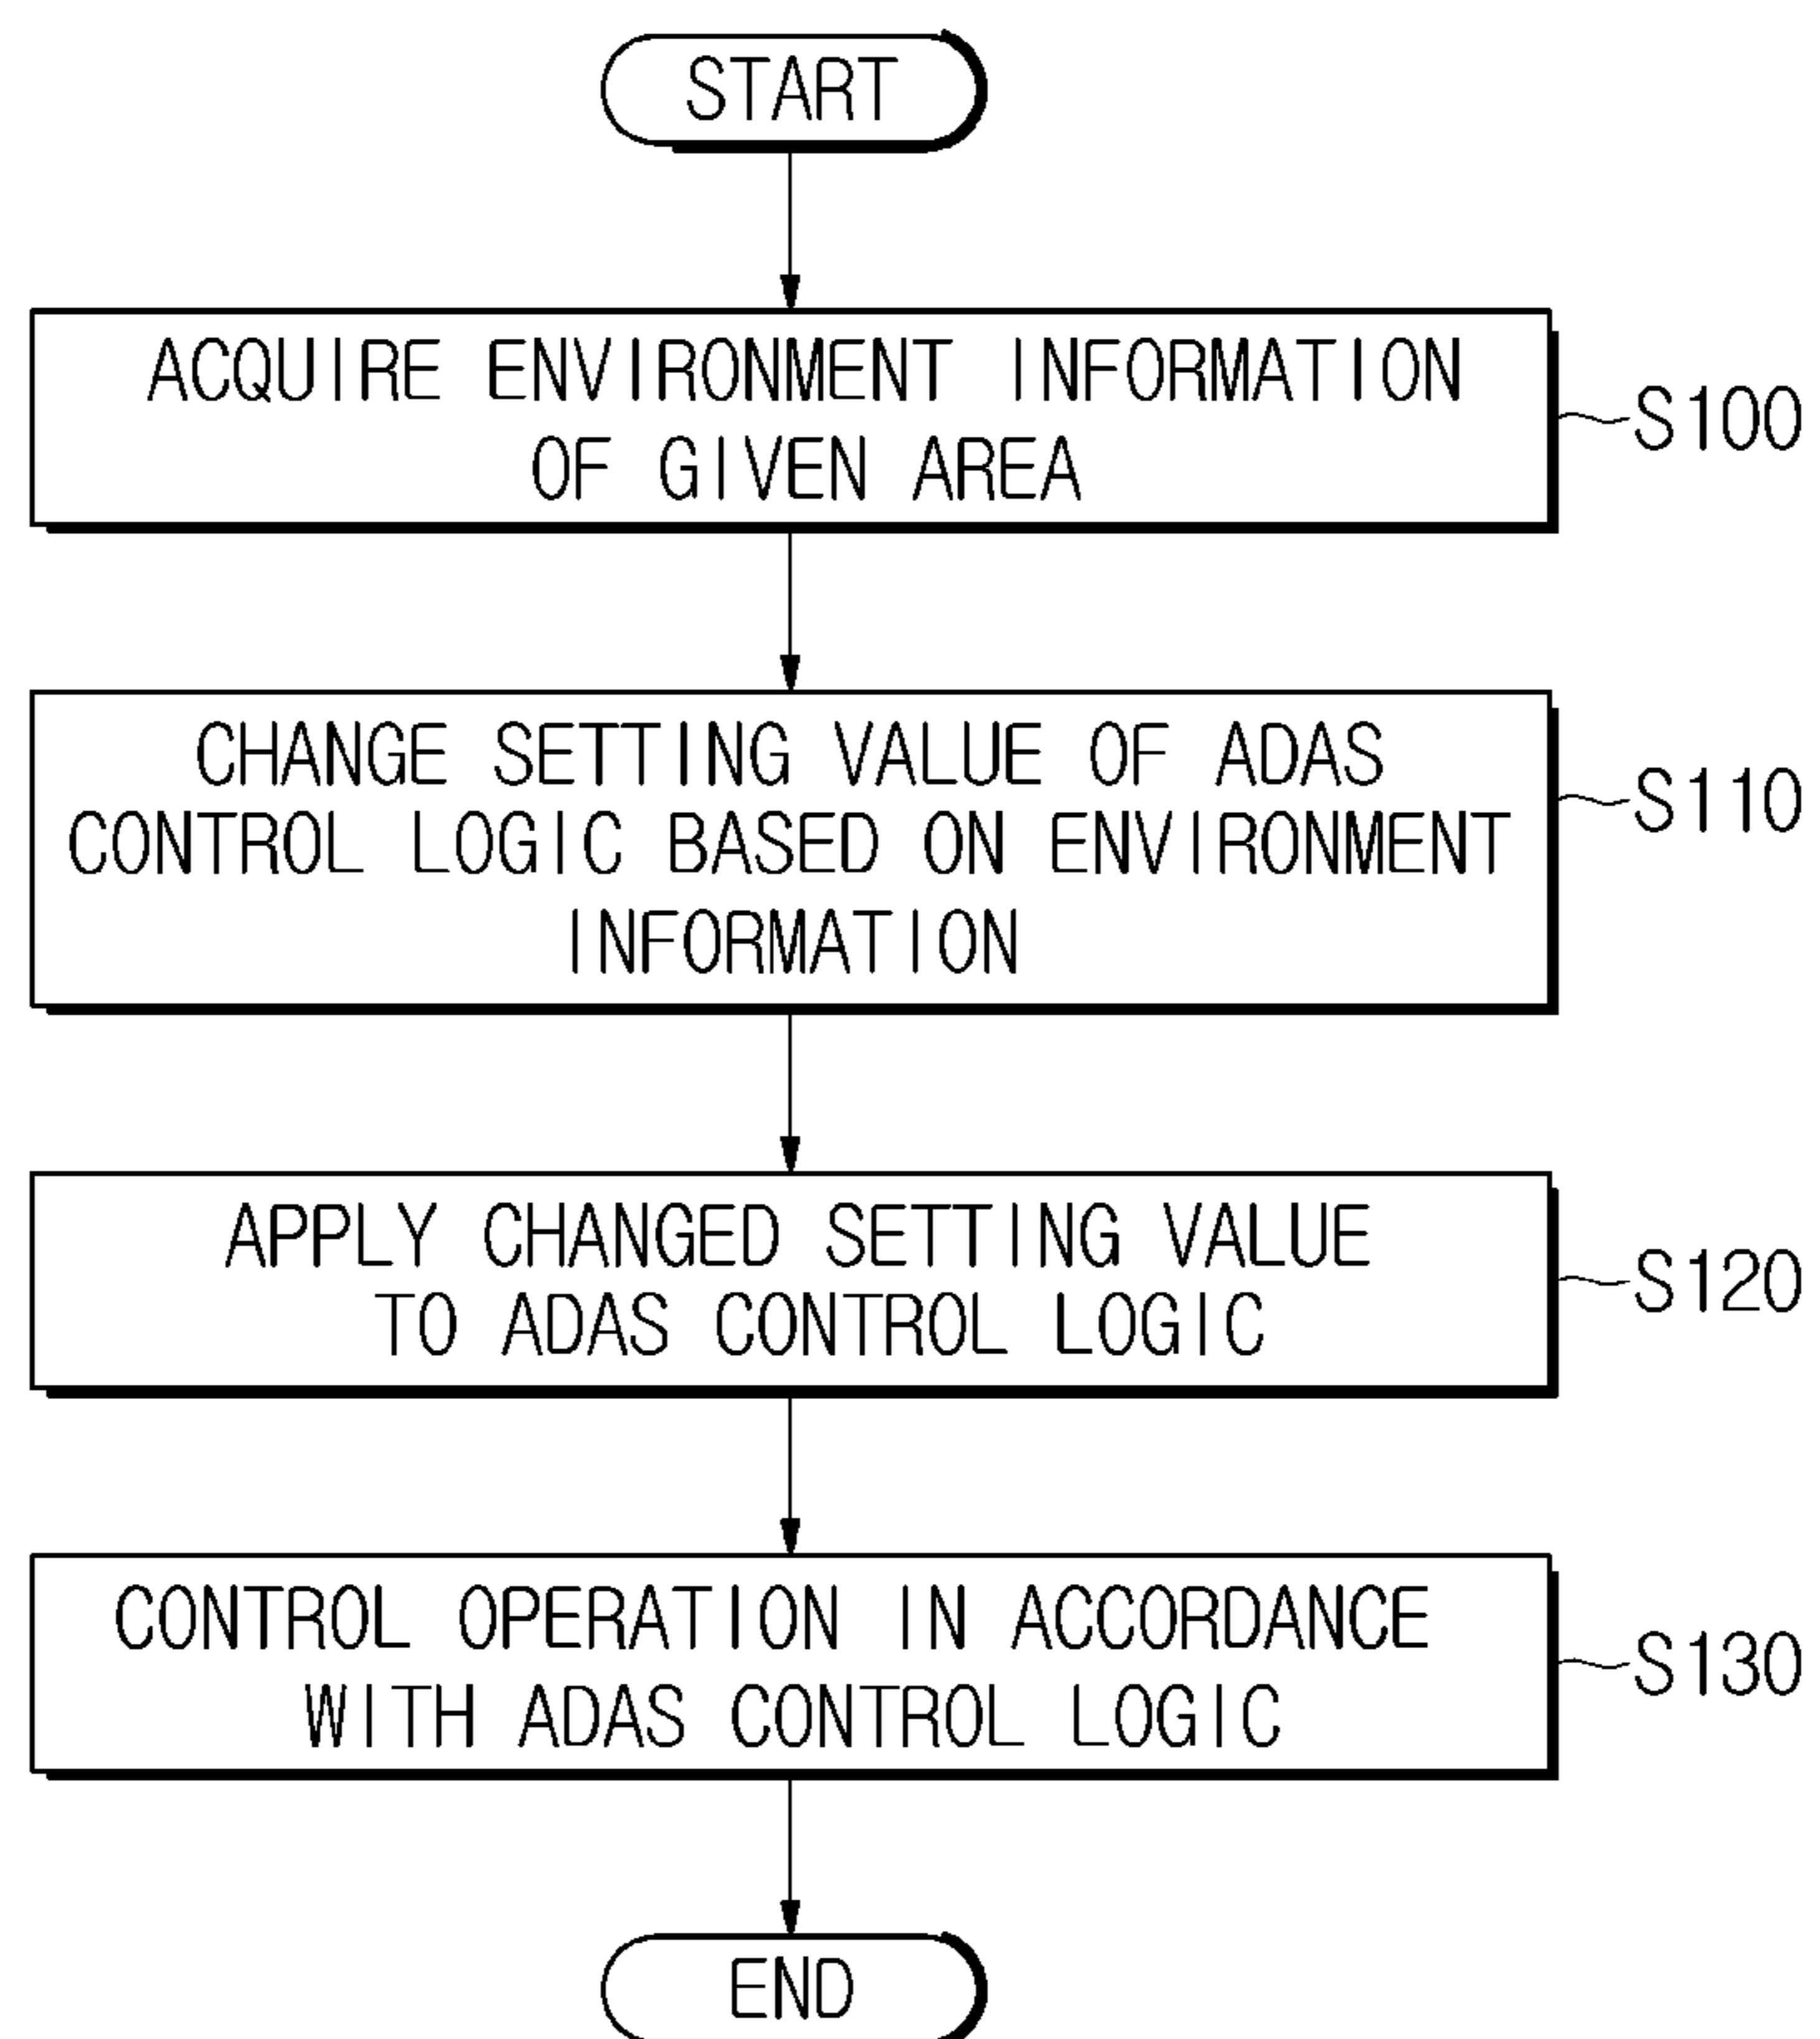 START
ACQUIRE ENVIRONMENT INFORMATION
OF GIVEN AREA
S100
CHANGE SETTING VALUE OF ADAS
CONTROL LOGIC BASED ON ENVIRONMENT
INFORMATION
S110
APPLY CHANGED SETTING VALUE
TO ADAS CONTROL LOGIC
S120
CONTROL OPERATION IN ACCORDANCE
WITH ADAS CONTROL LOGIC
S130
END